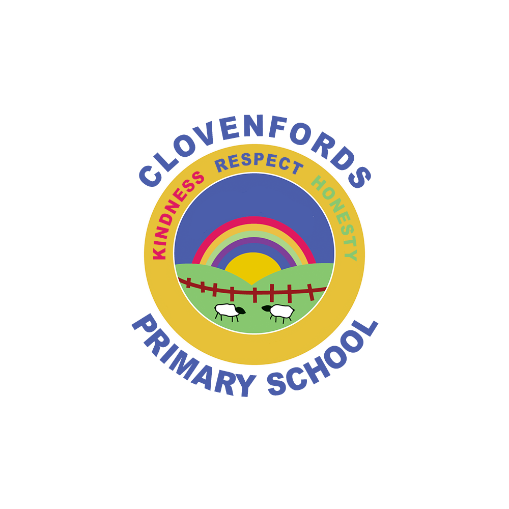 CLOVENFORDS
KINDNESS RESPECT HONESTY
PRIMARY SCHOOL